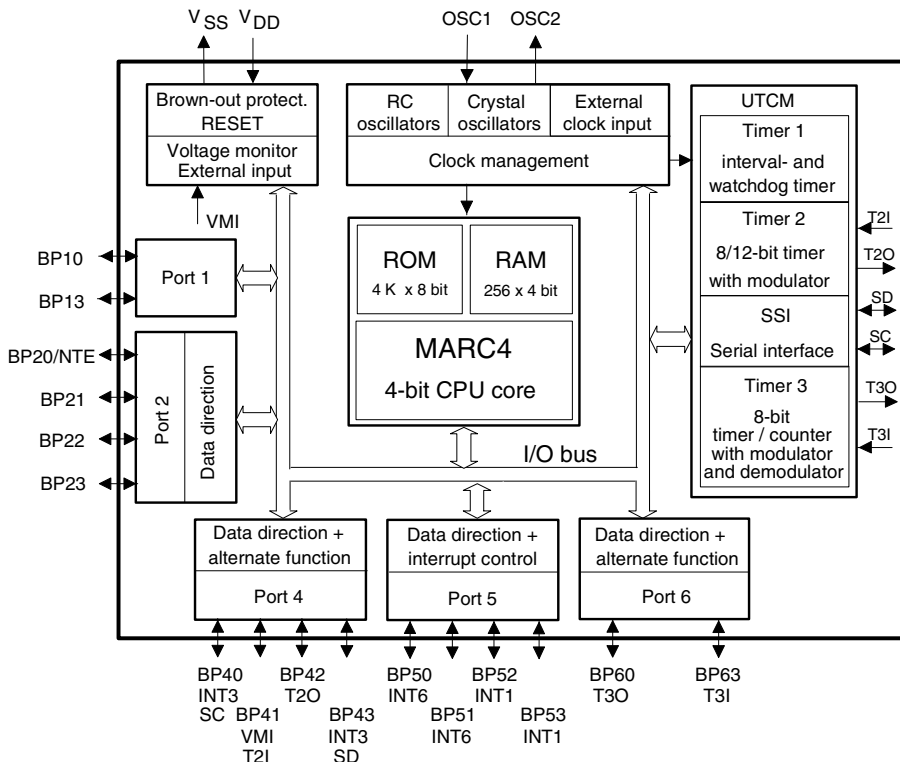 VSS
VDD
OSC1
OSC2
Brown-out protect.
RESET
Voltage monitor
External input
VMI
RC
oscillators
Crystal
oscillators
External
clock input
Clock management
UTCM
Timer 1
interval- and
watchdog timer
Timer 2
8/12-bit timer
with modulator
SSI
Serial interface
Timer 3
8-bit
timer / counter
with modulator
and demodulator
T2I
T2O
SD
SC
T3O
T3I
ROM
4 K x 8 bit
RAM
256 x 4 bit
MARC4
4-bit CPU core
I/O bus
BP10
BP13
Port 1
BP20/NTE
BP21
BP22
BP23
Port 2
Data direction
Data direction +
alternate function
Port 4
Data direction +
interrupt control
Port 5
Data direction +
alternate function
Port 6
BP40
INT3
SC
BP41
VMI
T2I
BP42
T2O
BP43
INT3
SD
BP50
INT6
BP51
INT6
BP52
INT1
BP53
INT1
BP60
T3O
BP63
T3I